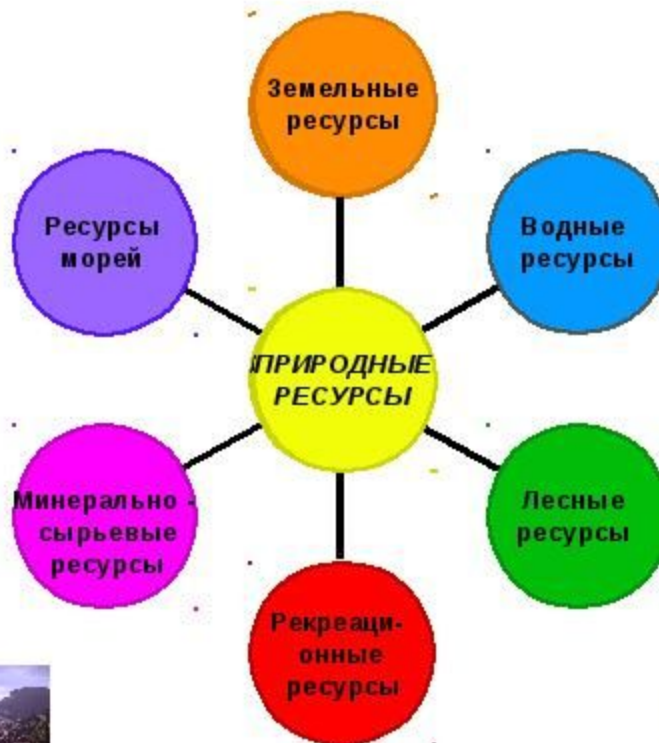 Земельные
ресурсы
Ресурсы
морей
Водные
ресурсы
ПРИРОДНЫЕ
РЕСУРСЫ
Минерально -
сырьевые
ресурсы
Лесные
ресурсы
Рекреаци-
онные
ресурсы